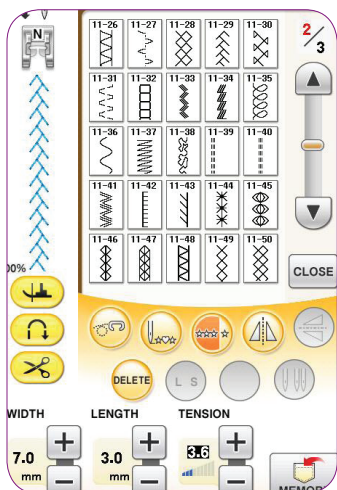 N
11-26 11-27 11-28 11-29 11-30
2/3
11-31 11-32 11-33 11-34 11-35
11-36 11-37 11-38 11-39 11-40
11-41 11-42 11-43 11-44 11-45
11-46 11-47 11-48 11-49 11-50
00%
CLOSE
DELETE L S
WIDTH LENGTH TENSION
7.0 mm + − 3.0 mm + − 3.6 + −
MEMOR